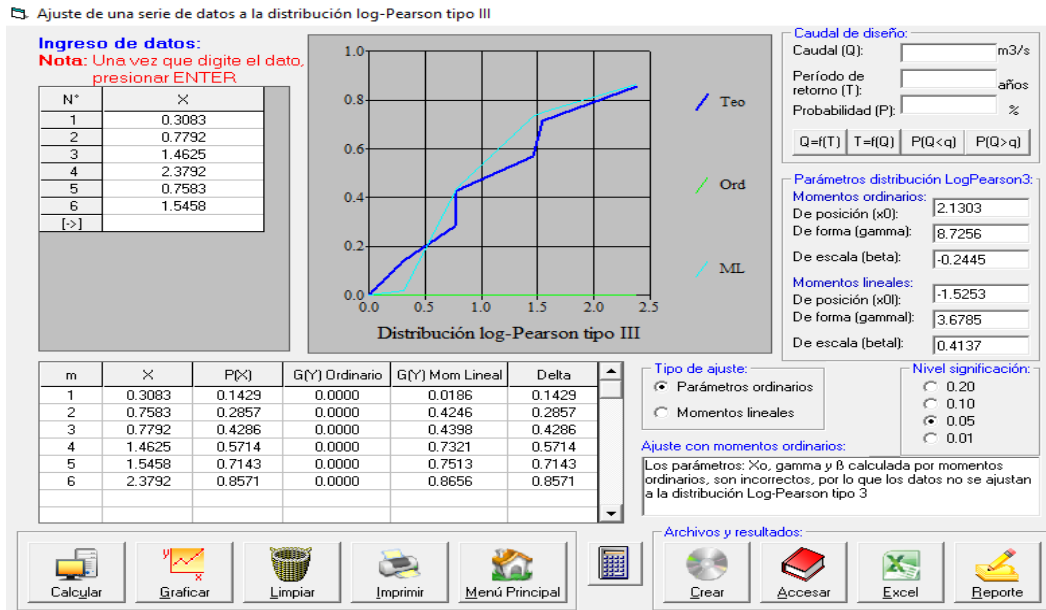 Ajuste de una serie de datos a la distribución log-Pearson tipo III
Ingreso de datos:
Nota: Una vez que digite el dato,
presionar ENTER
N° X
1 0.3083
2 0.7792
3 1.4625
4 2.3792
5 0.7583
6 1.5458
[->]
1.0
0.8
0.6
0.4
0.2
0.0
0.0 0.5 1.0 1.5 2.0 2.5
Distribución log-Pearson tipo III
Teo
Ord
ML
Caudal de diseño:
Caudal (Q): m3/s
Período de
retorno (T): años
Probabilidad (P): %
Q=f(T) T=f(Q) P(Q<q) P(Q>q)
Parámetros distribución LogPearson3:
Momentos ordinarios:
De posición (x0): 2.1303
De forma (gamma): 8.7256
De escala (beta): -0.2445
Momentos lineales:
De posición (x0l): -1.5253
De forma (gammal): 3.6785
De escala (betal): 0.4137
m X P(X) G(Y) Ordinario G(Y) Mom Lineal Delta
1 0.3083 0.1429 0.0000 0.0186 0.1429
2 0.7583 0.2857 0.0000 0.4246 0.2857
3 0.7792 0.4286 0.0000 0.4398 0.4286
4 1.4625 0.5714 0.0000 0.7321 0.5714
5 1.5458 0.7143 0.0000 0.7513 0.7143
6 2.3792 0.8571 0.0000 0.8656 0.8571
Tipo de ajuste:
Parámetros ordinarios
Momentos lineales
Nivel significación:
0.20
0.10
0.05
0.01
Ajuste con momentos ordinarios:
Los parámetros: Xo, gamma y ß calculada por momentos
ordinarios, son incorrectos, por lo que los datos no se ajustan
a la distribución Log-Pearson tipo 3
Calcular Graficar Limpiar Imprimir Menú Principal
Archivos y resultados:
Crear Accesar Excel Reporte